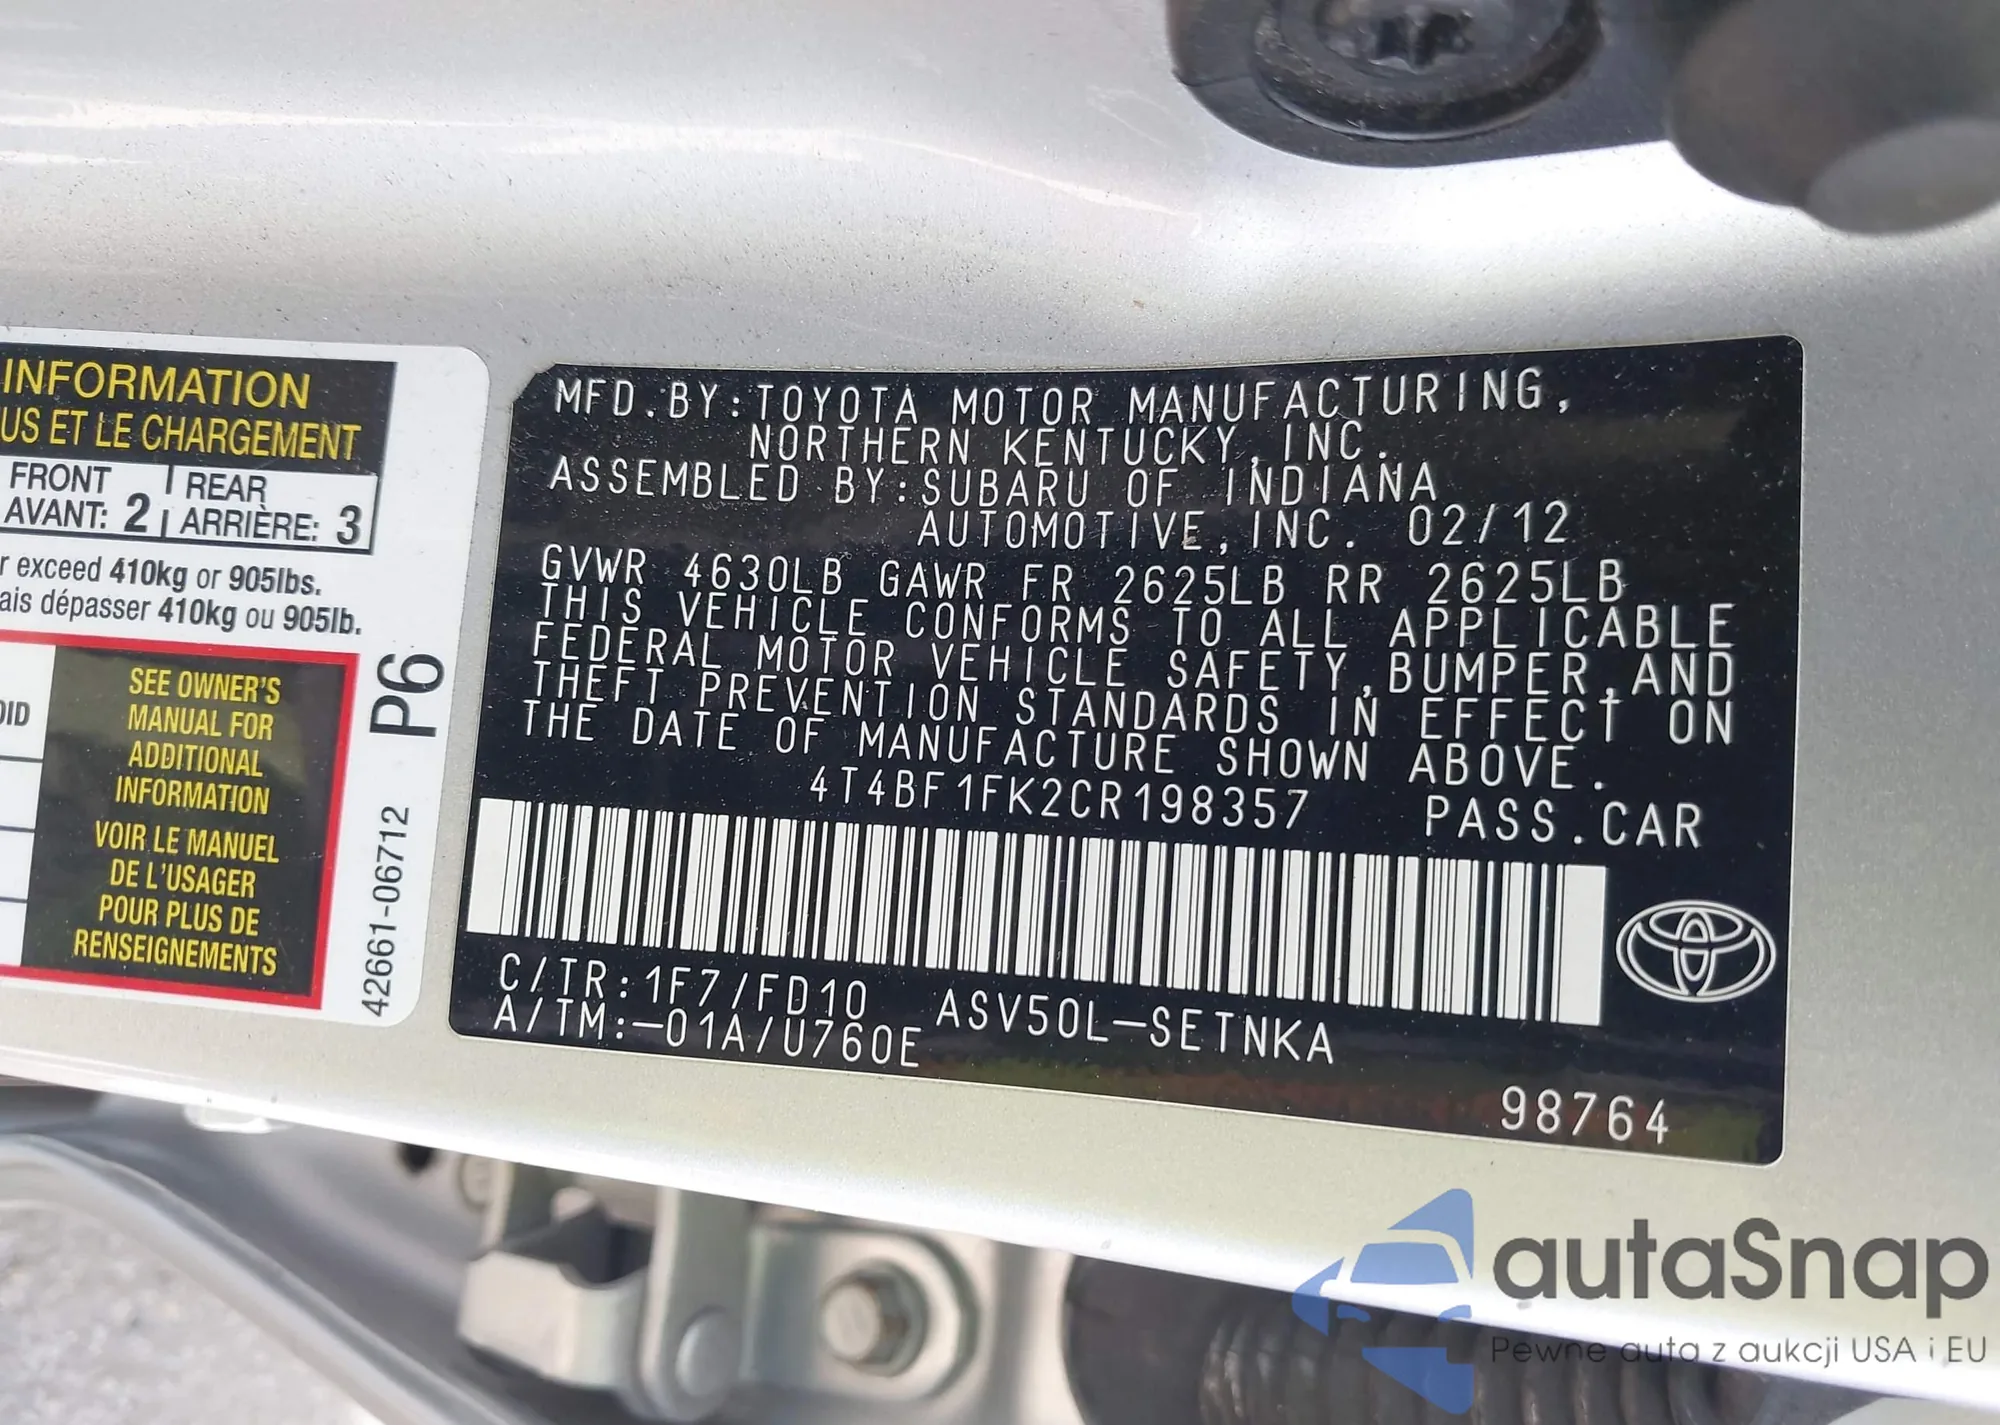 INFORMATION
US ET LE CHARGEMENT
FRONT
AVANT: 2
REAR
ARRIÈRE: 3
r exceed 410kg or 905lbs.
ais dépasser 410kg ou 905lb.
OID
SEE OWNER'S
MANUAL FOR
ADDITIONAL
INFORMATION
VOIR LE MANUEL
DE L'USAGER
POUR PLUS DE
RENSEIGNEMENTS
P6
42661-06712
MFD.BY:TOYOTA MOTOR MANUFACTURING,
NORTHERN KENTUCKY,INC.
ASSEMBLED BY:SUBARU OF INDIANA
AUTOMOTIVE,INC. 02/12
GVWR 4630LB GAWR FR 2625LB RR 2625LB
THIS VEHICLE CONFORMS TO ALL APPLICABLE
FEDERAL MOTOR VEHICLE SAFETY,BUMPER,AND
THEFT PREVENTION STANDARDS IN EFFECT ON
THE DATE OF MANUFACTURE SHOWN ABOVE.
4T4BF1FK2CR198357 PASS.CAR
C/TR:1F7/FD10 ASV50L-SETNKA
A/TM:-01A/U760E
98764
autaSnap
Pewne auta z aukcji USA i EU